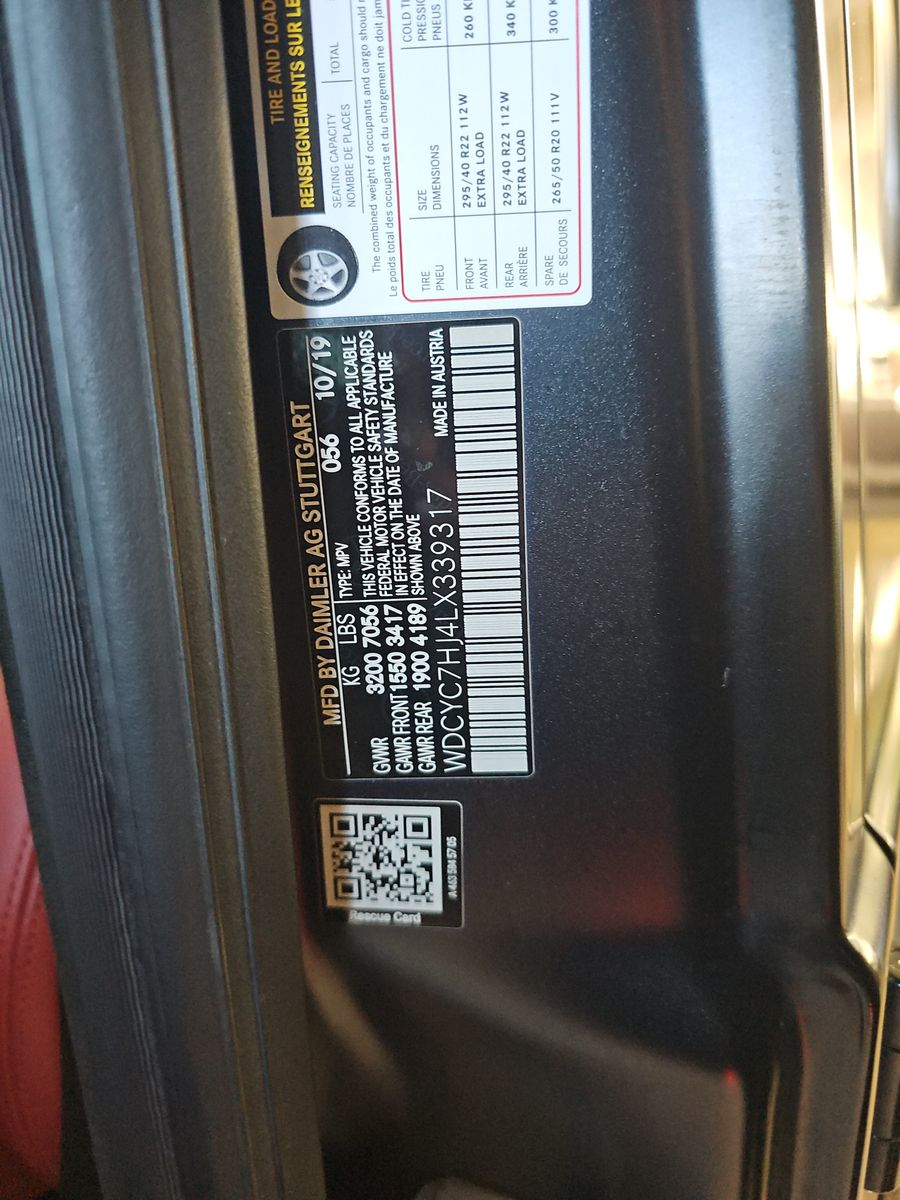 MFD BY DAIMLER AG STUTTGART
KG LBS 056 10/19
GVWR 3200 7056
GAWR FRONT 1550 3417
GAWR REAR 1900 4189
TYPE: MPV
THIS VEHICLE CONFORMS TO ALL APPLICABLE
FEDERAL MOTOR VEHICLE SAFETY STANDARDS
IN EFFECT ON THE DATE OF MANUFACTURE
SHOWN ABOVE
WDCYC7HJ4LX339317 MADE IN AUSTRIA
Rescue Card
A 463 584 57 05
TIRE AND LOAD
RENSEIGNEMENTS SUR LE
SEATING CAPACITY
NOMBRE DE PLACES
TOTAL
The combined weight of occupants and cargo should
Le poids total des occupants et du chargement ne doit
TIRE SIZE COLD
PNEU DIMENSIONS
PNEUS
FRONT 295/40 R22 112W 260
AVANT EXTRA LOAD
REAR 295/40 R22 112W 340
ARRIÈRE EXTRA LOAD
SPARE 265/50 R20 111V 300
DE SECOURS